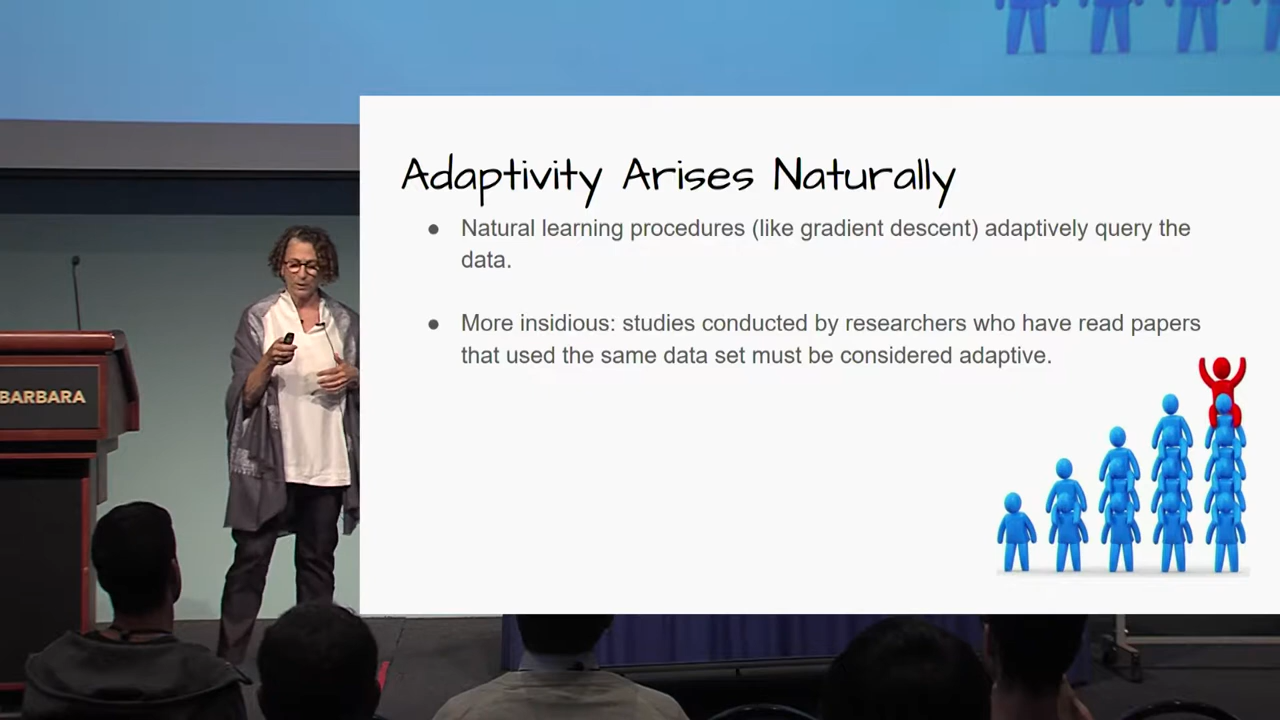 Adaptivity Arises Naturally
● Natural learning procedures (like gradient descent) adaptively query the
data.
● More insidious: studies conducted by researchers who have read papers
that used the same data set must be considered adaptive.
BARBARA